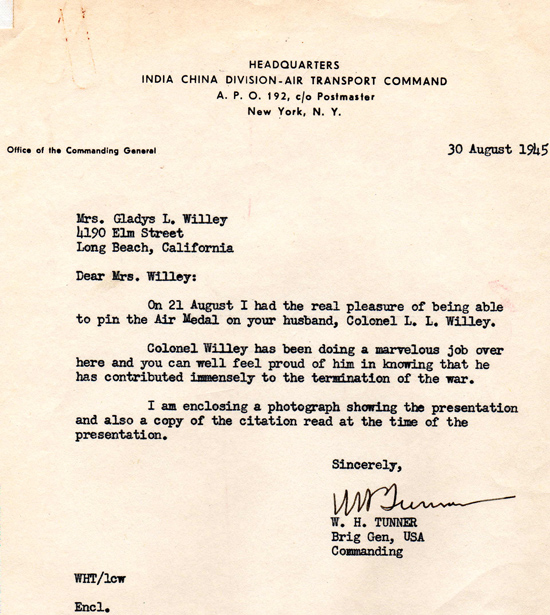 HEADQUARTERS
INDIA CHINA DIVISION-AIR TRANSPORT COMMAND
A. P. O. 192, c/o Postmaster
New York, N. Y.
Office of the Commanding General
30 August 1945
Mrs. Gladys L. Willey
4190 Elm Street
Long Beach, California
Dear Mrs. Willey:
On 21 August I had the real pleasure of being able
to pin the Air Medal on your husband, Colonel L. L. Willey.
Colonel Willey has been doing a marvelous job over
here and you can well feel proud of him in knowing that he
has contributed immensely to the termination of the war.
I am enclosing a photograph showing the presentation
and also a copy of the citation read at the time of the
presentation.
Sincerely,
WH Tunner
W. H. TUNNER
Brig Gen, USA
Commanding
WHT/lcw
Encl.